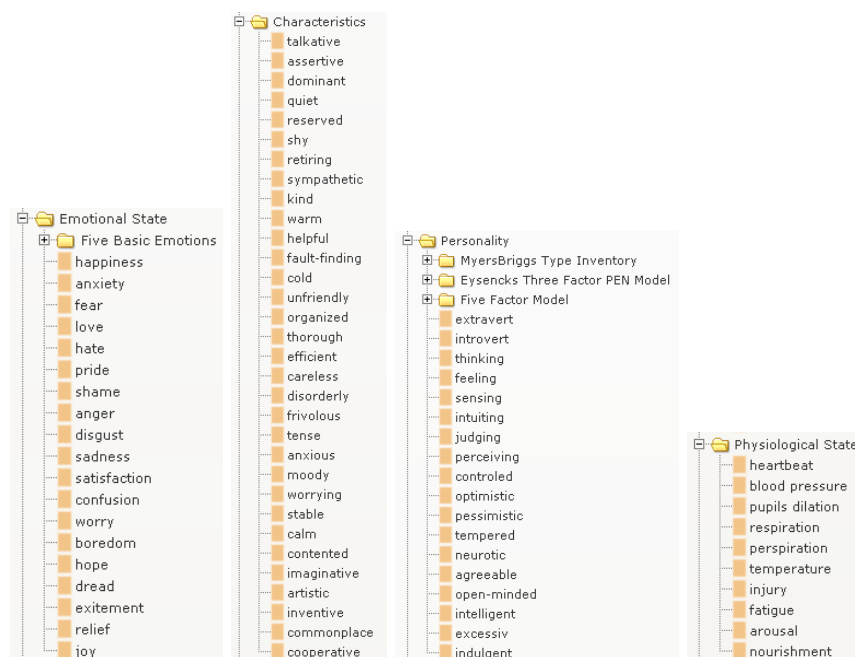 Emotional State
Five Basic Emotions
happiness
anxiety
fear
love
hate
pride
shame
anger
disgust
sadness
satisfaction
confusion
worry
boredom
hope
dread
exitement
relief
joy
Characteristics
talkative
assertive
dominant
quiet
reserved
shy
retiring
sympathetic
kind
warm
helpful
fault-finding
cold
unfriendly
organized
thorough
efficient
careless
disorderly
frivolous
tense
anxious
moody
worrying
stable
calm
contented
imaginative
artistic
inventive
commonplace
cooperative
Personality
MyersBriggs Type Inventory
Eysencks Three Factor PEN Model
Five Factor Model
extravert
introvert
thinking
feeling
sensing
intuiting
judging
perceiving
controled
optimistic
pessimistic
tempered
neurotic
agreeable
open-minded
intelligent
excessiv
indulgent
Physiological State
heartbeat
blood pressure
pupils dilation
respiration
perspiration
temperature
injury
fatigue
arousal
nourishment